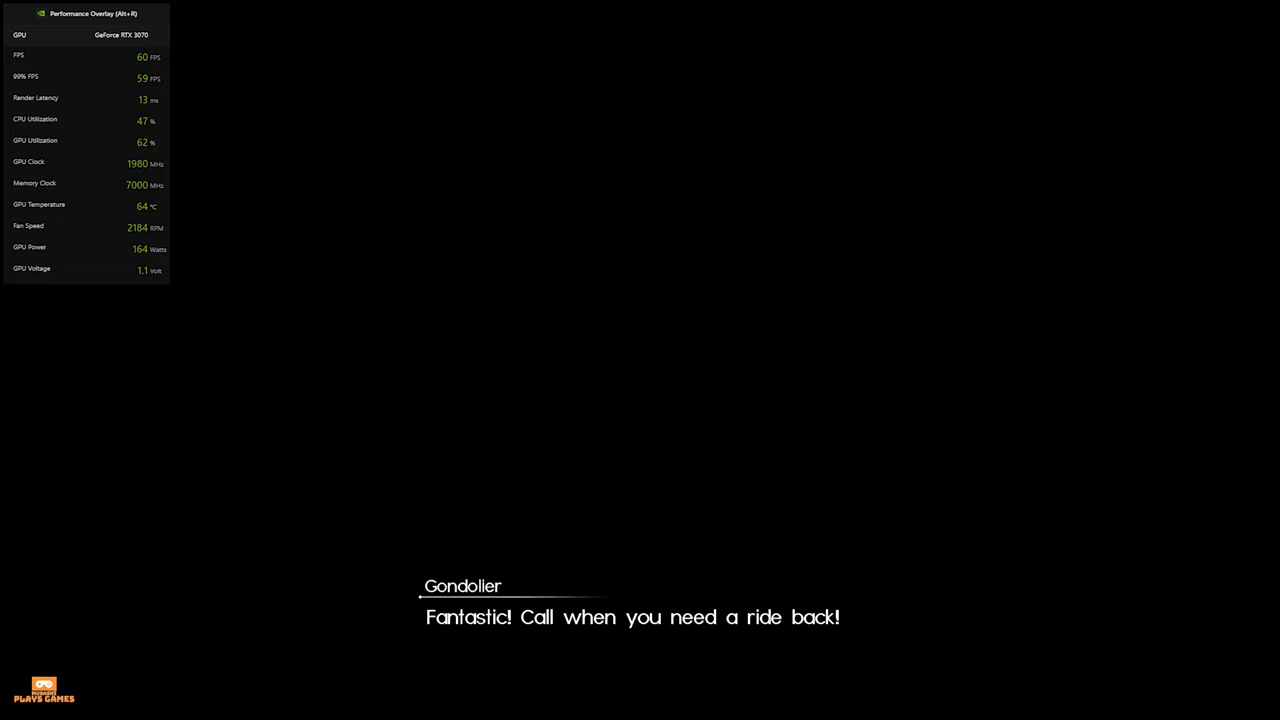 Performance Overlay (Alt+R)
GPU GeForce RTX 3070
FPS 60 FPS
99% FPS 59 FPS
Render Latency 13 ms
CPU Utilization 47 %
GPU Utilization 62 %
GPU Clock 1980 MHz
Memory Clock 7000 MHz
GPU Temperature 64 °C
Fan Speed 2184 RPM
GPU Power 164 Watts
GPU Voltage 1.1 Volt
Gondolier
Fantastic! Call when you need a ride back!
PLAYS GAMES